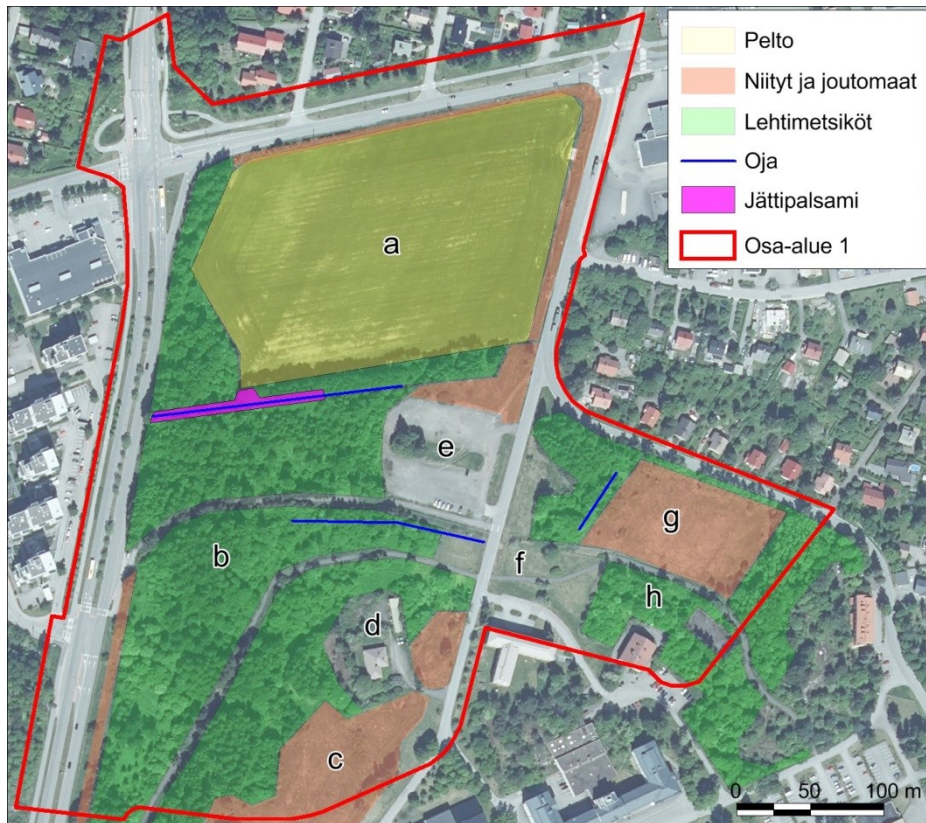 Pelto
Niityt ja joutomaat
Lehtimetsiköt
Oja
Jättipalsami
Osa-alue 1
a
e
g
b
f
h
d
c
0 50 100 m